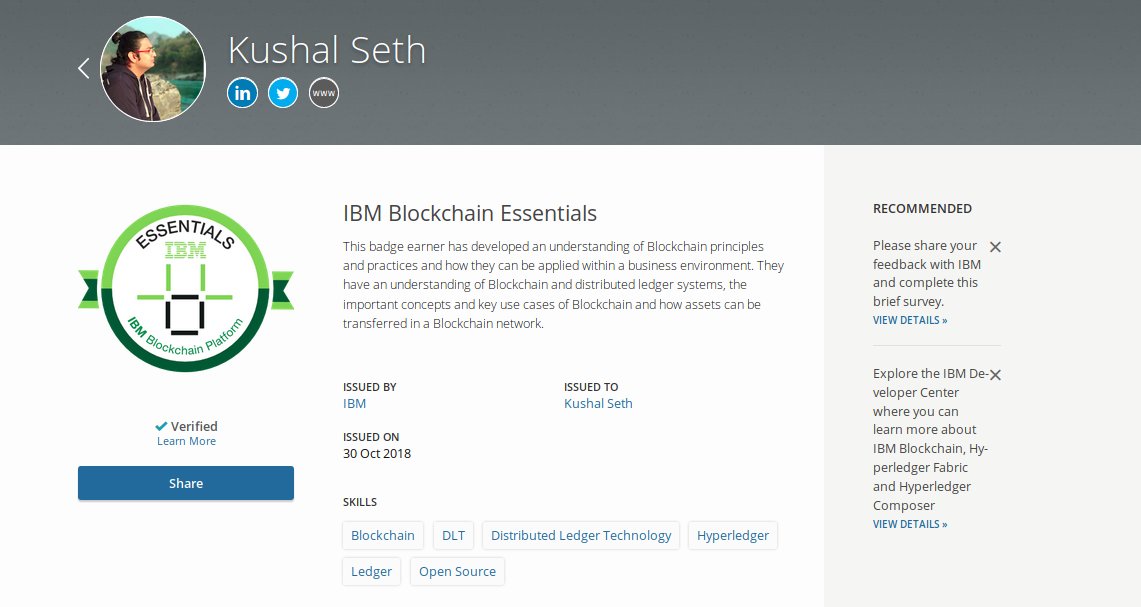 Kushal Seth
in
www
ESSENTIALS
IBM
IBM Blockchain Platform
Verified
Learn More
Share
IBM Blockchain Essentials
This badge earner has developed an understanding of Blockchain principles
and practices and how they can be applied within a business environment. They
have an understanding of Blockchain and distributed ledger systems, the
important concepts and key use cases of Blockchain and how assets can be
transferred in a Blockchain network.
ISSUED BY
IBM
ISSUED TO
Kushal Seth
ISSUED ON
30 Oct 2018
SKILLS
Blockchain
DLT
Distributed Ledger Technology
Hyperledger
Ledger
Open Source
RECOMMENDED
Please share your
feedback with IBM
and complete this
brief survey.
VIEW DETAILS »
Explore the IBM De-
veloper Center
where you can
learn more about
IBM Blockchain, Hy-
perledger Fabric
and Hyperledger
Composer
VIEW DETAILS »